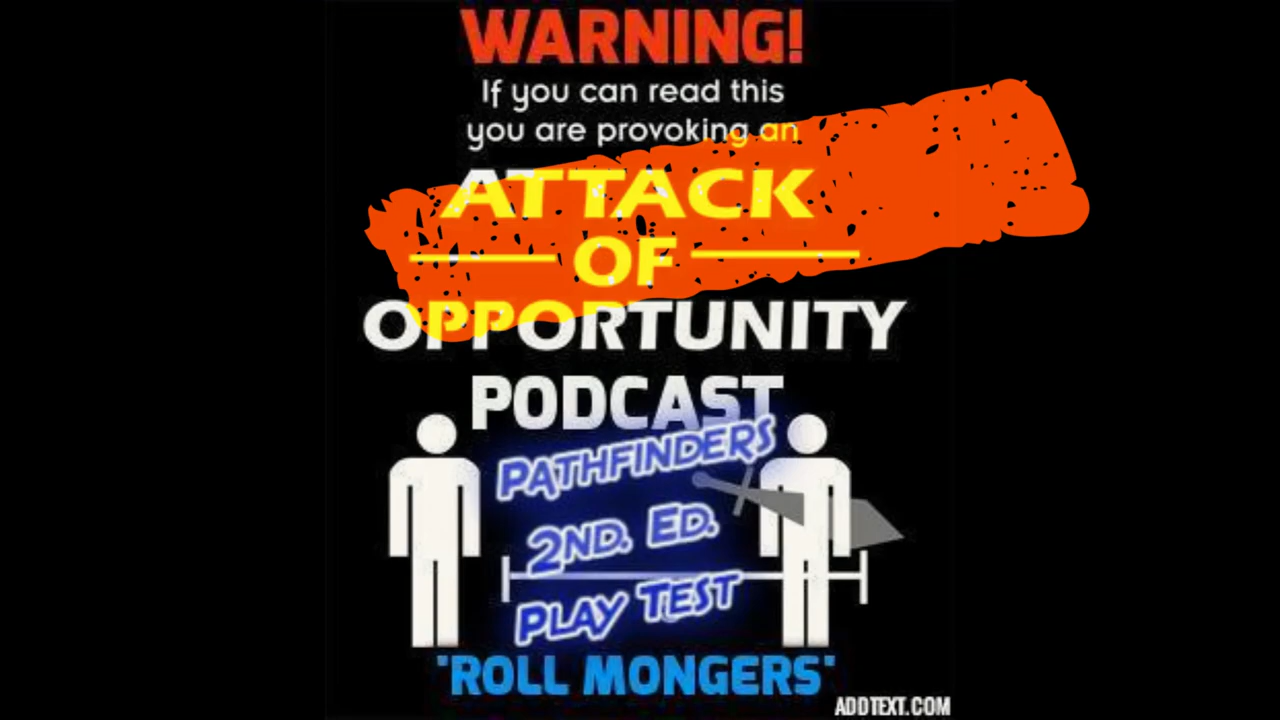 WARNING!
If you can read this
you are provoking an
ATTACK
OF
OPPORTUNITY
PODCAST
PATHFINDERS
2ND. ED.
PLAY TEST
"ROLL MONGERS"
ADDTEXT.COM